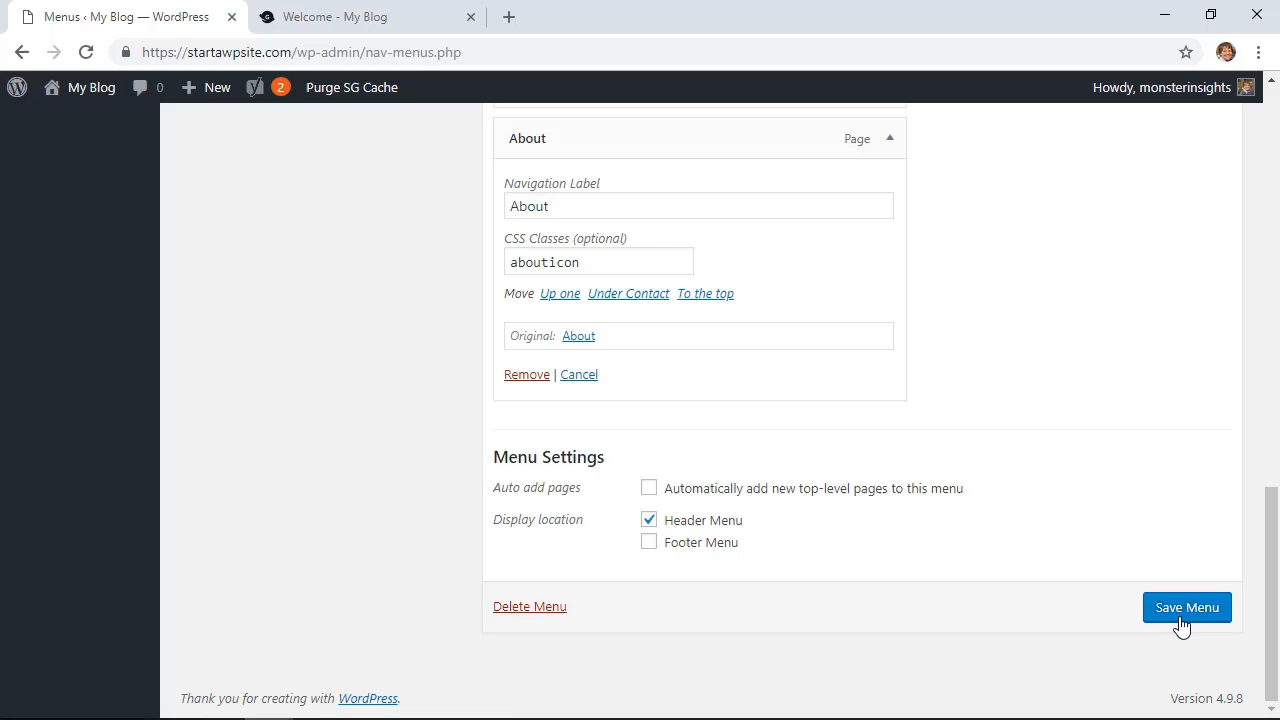 Menus ‹ My Blog — WordPress
Welcome - My Blog
https://startawpsite.com/wp-admin/nav-menus.php
My Blog 0 New 2 Purge SG Cache Howdy, monsterinsights
About Page
Navigation Label
About
CSS Classes (optional)
abouticon
Move Up one Under Contact To the top
Original: About
Remove | Cancel
Menu Settings
Auto add pages Automatically add new top-level pages to this menu
Display location Header Menu
Footer Menu
Delete Menu Save Menu
Thank you for creating with WordPress. Version 4.9.8